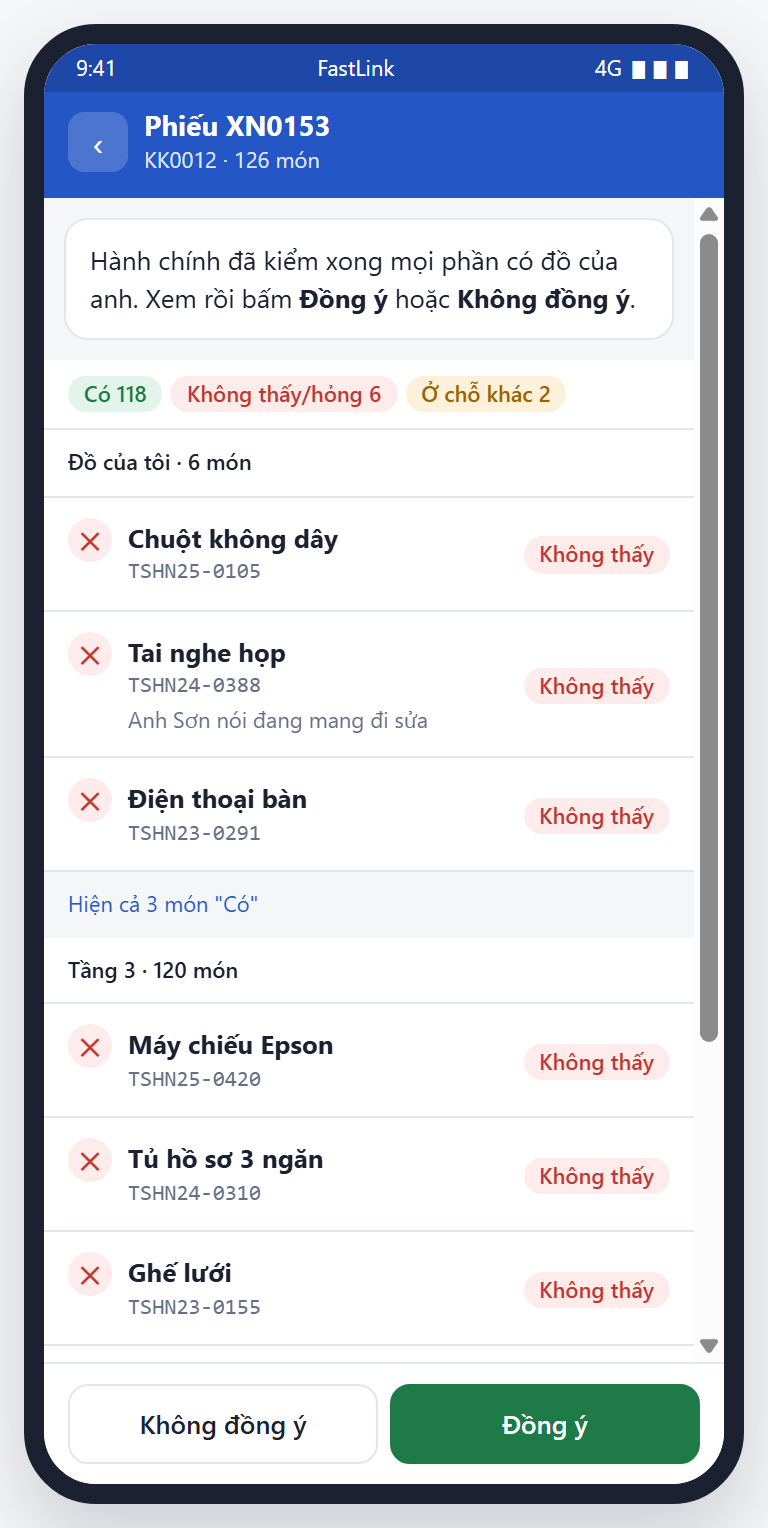 9:41 FastLink 4G
‹ Phiếu XN0153
KK0012 · 126 món
Hành chính đã kiểm xong mọi phần có đồ của
anh. Xem rồi bấm Đồng ý hoặc Không đồng ý.
Có 118 Không thấy/hỏng 6 Ở chỗ khác 2
Đồ của tôi · 6 món
Chuột không dây
TSHN25-0105
Không thấy
Tai nghe họp
TSHN24-0388
Anh Sơn nói đang mang đi sửa
Không thấy
Điện thoại bàn
TSHN23-0291
Không thấy
Hiện cả 3 món "Có"
Tầng 3 · 120 món
Máy chiếu Epson
TSHN25-0420
Không thấy
Tủ hồ sơ 3 ngăn
TSHN24-0310
Không thấy
Ghế lưới
TSHN23-0155
Không thấy
Không đồng ý Đồng ý